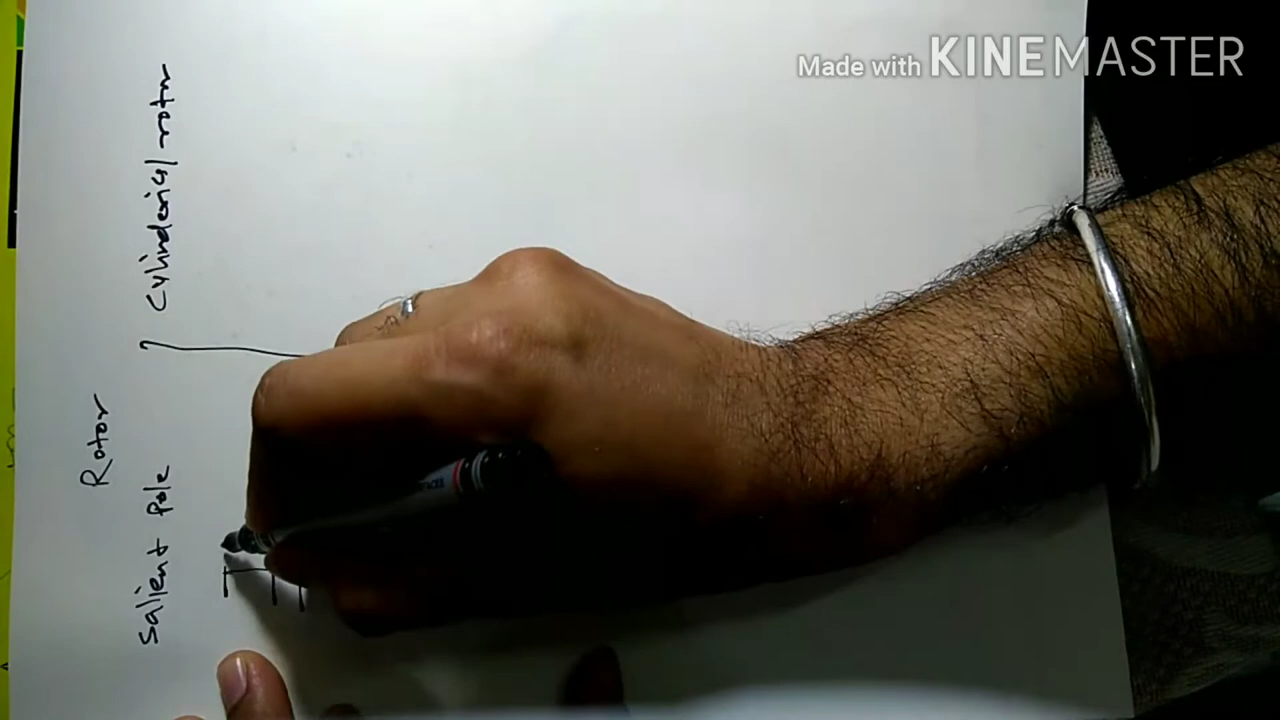 Made with KINEMASTER
Rotor
Salient Pole
Cylinderical rotor